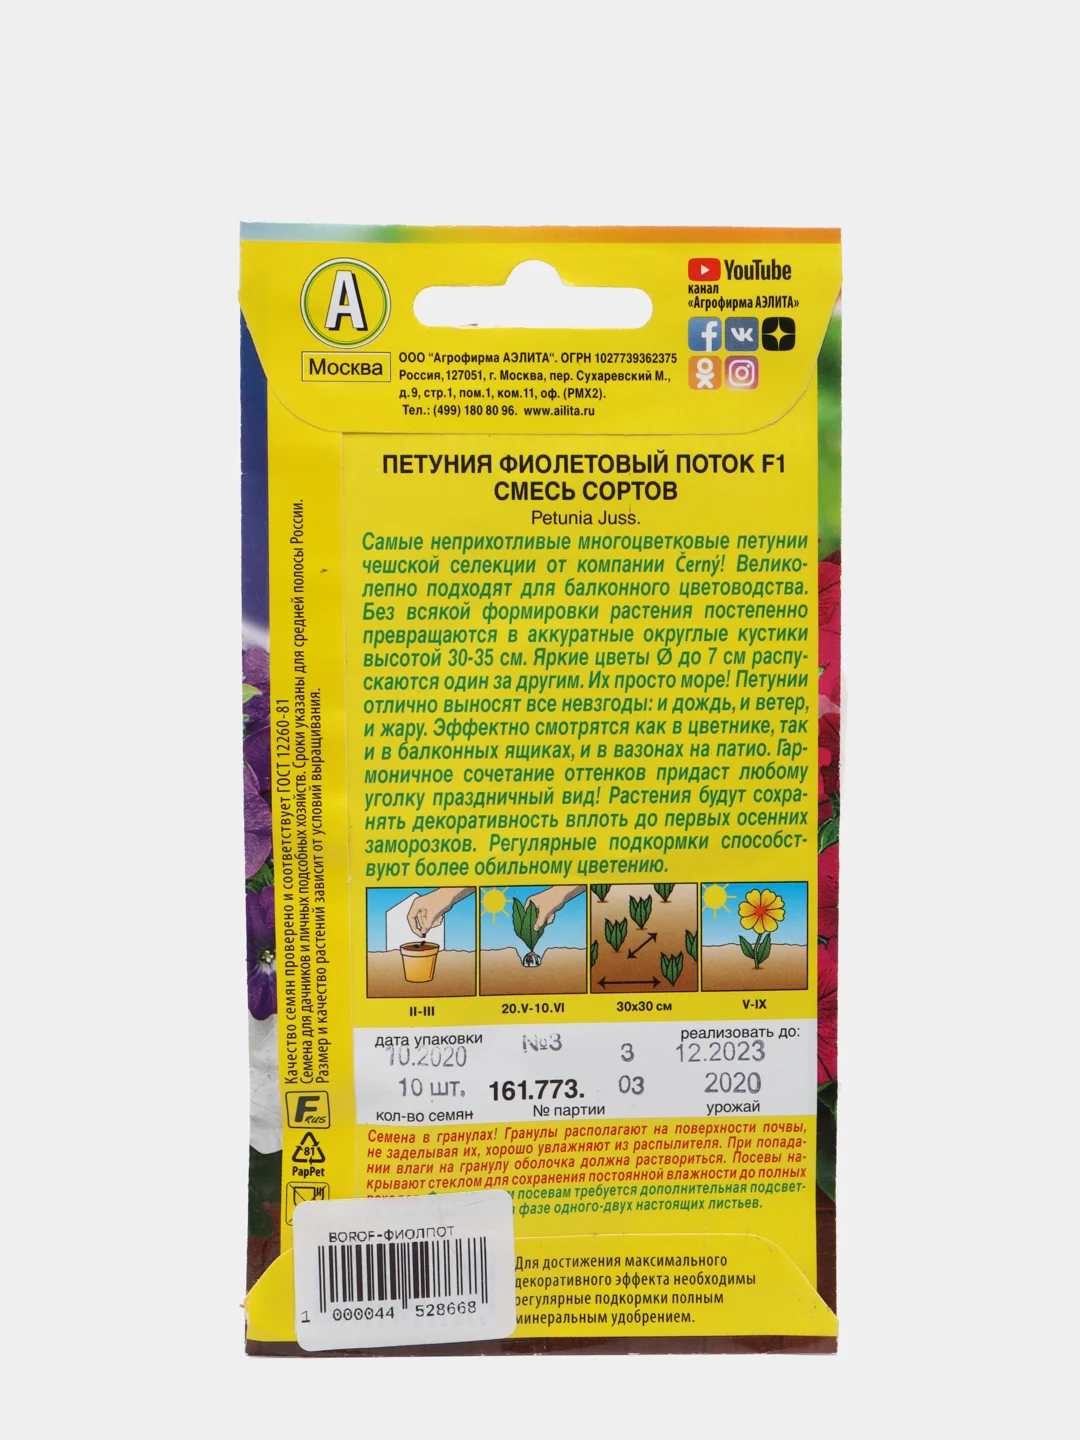 YouTube
канал
«Агрофирма АЭЛИТА»
А
Москва
ООО "Агрофирма АЭЛИТА". ОГРН 1027739362375
Россия,127051, г. Москва, пер. Сухаревский М.,
д.9, стр.1, пом.1, ком.11, оф. (РМХ2).
Тел.: (499) 180 80 96. www.ailita.ru
ПЕТУНИЯ ФИОЛЕТОВЫЙ ПОТОК F1
СМЕСЬ СОРТОВ
Petunia Juss.
Самые неприхотливые многоцветковые петунии
чешской селекции от компании Černý! Велико-
лепно подходят для балконного цветоводства.
Без всякой формировки растения постепенно
превращаются в аккуратные округлые кустики
высотой 30-35 см. Яркие цветы Ø до 7 см распу-
скаются один за другим. Их просто море! Петунии
отлично выносят все невзгоды: и дождь, и ветер,
и жару. Эффектно смотрятся как в цветнике, так
и в балконных ящиках, и в вазонах на патио. Гар-
моничное сочетание оттенков придаст любому
уголку праздничный вид! Растения будут сохра-
нять декоративность вплоть до первых осенних
заморозков. Регулярные подкормки способст-
вуют более обильному цветению.
II-III
20.V-10.VI
30х30 см
V-IX
дата упаковки
10.2020
№3
3
реализовать до:
12.2023
10 шт.
161.773.
03
2020
кол-во семян
№ партии
урожай
Семена в гранулах! Гранулы располагают на поверхности почвы,
не заделывая их, хорошо увлажняют из распылителя. При попада-
нии влаги на гранулу оболочка должна раствориться. Посевы на-
крывают стеклом для сохранения постоянной влажности до полных
посевам требуется дополнительная подсвет-
в фазе одного-двух настоящих листьев.
Для достижения максимального
декоративного эффекта необходимы
регулярные подкормки полным
минеральным удобрением.
Качество семян проверено и соответствует ГОСТ 12260-81
Семена для дачников и личных подсобных хозяйств. Сроки указаны для средней полосы России.
Размер и качество растений зависит от условий выращивания.
F RUS
81
PapPet
BOROF-ФИОЛПОТ
1 000044 528668